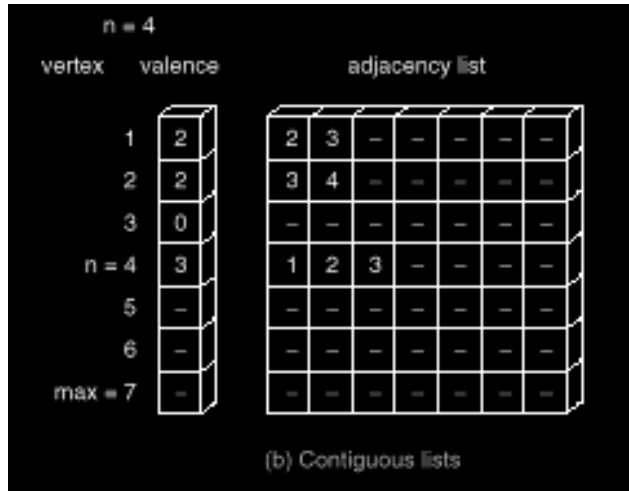 n = 4
vertex valence adjacency list
1 2 2 3 – – – – –
2 2 3 4 – – – – –
3 0 – – – – – – –
n = 4 3 1 2 3 – – – –
5 – – – – – – – –
6 – – – – – – – –
max = 7 – – – – – – – –
(b) Contiguous lists